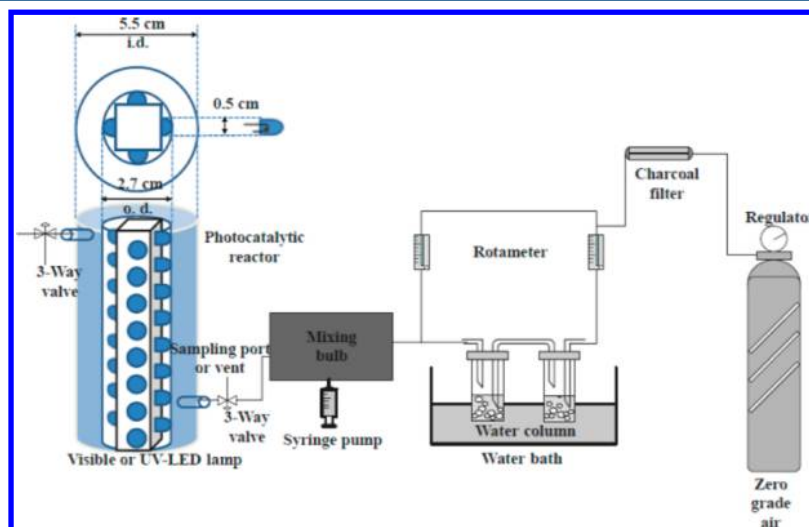 5.5 cm
i.d.
0.5 cm
2.7 cm
o. d.
3-Way
valve
Photocatalytic
reactor
Sampling port
or vent
3-Way
valve
Visible or UV-LED lamp
Mixing
bulb
Syringe pump
Rotameter
Water column
Water bath
Charcoal
filter
Regulator
Zero
grade
air